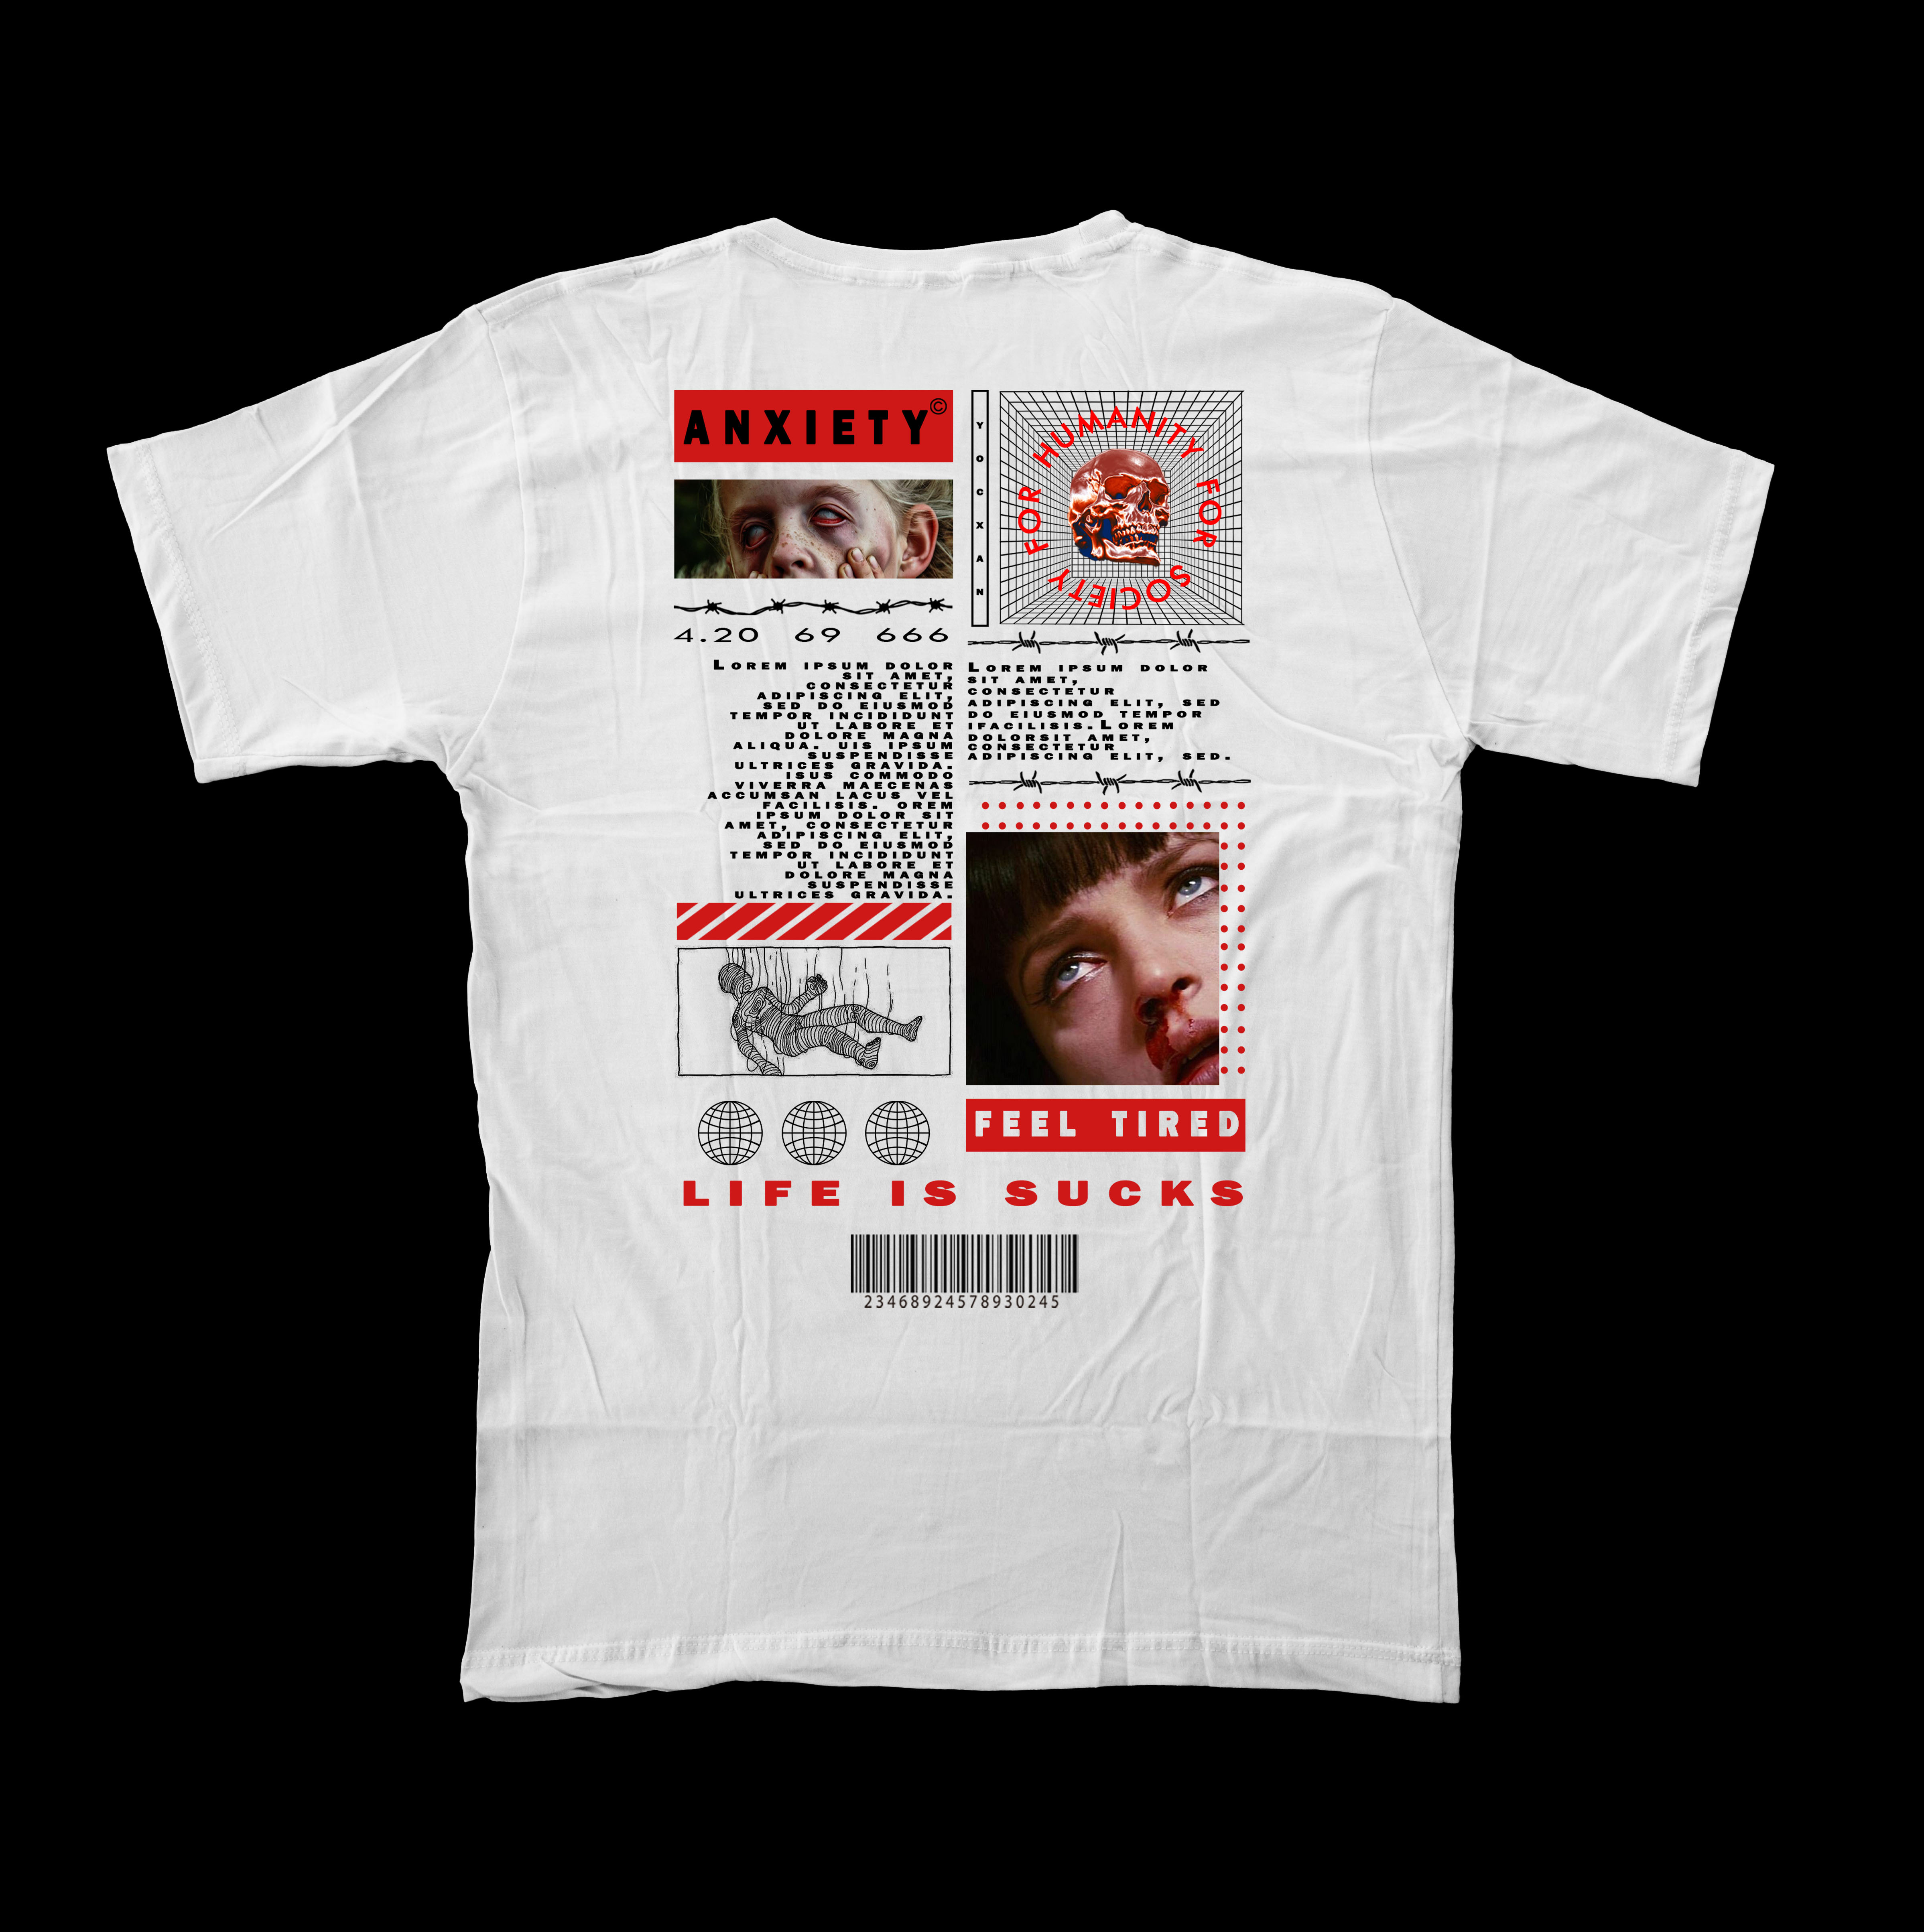 ANXIETY©
4.20 69 666
Lorem ipsum dolor
sit amet,
consectetur
adipiscing elit,
sed do eiusmod
tempor incididunt
ut labore et
dolore magna
aliqua. uis ipsum
suspendisse
ultrices gravida.
isus commodo
viverra maecenas
accumsan lacus vel
facilisis. orem
ipsum dolor sit
amet, consectetur
adipiscing elit,
sed do eiusmod
tempor incididunt
ut labore et
dolore magna
suspendisse
ultrices gravida.
YOCXAN
FOR HUMANITY FOR SOCIETY
Lorem ipsum dolor
sit amet,
consectetur
adipiscing elit, sed
do eiusmod tempor
ifacilisis.Lorem
dolorsit amet,
consectetur
adipiscing elit, sed.
FEEL TIRED
LIFE IS SUCKS
23468924578930245